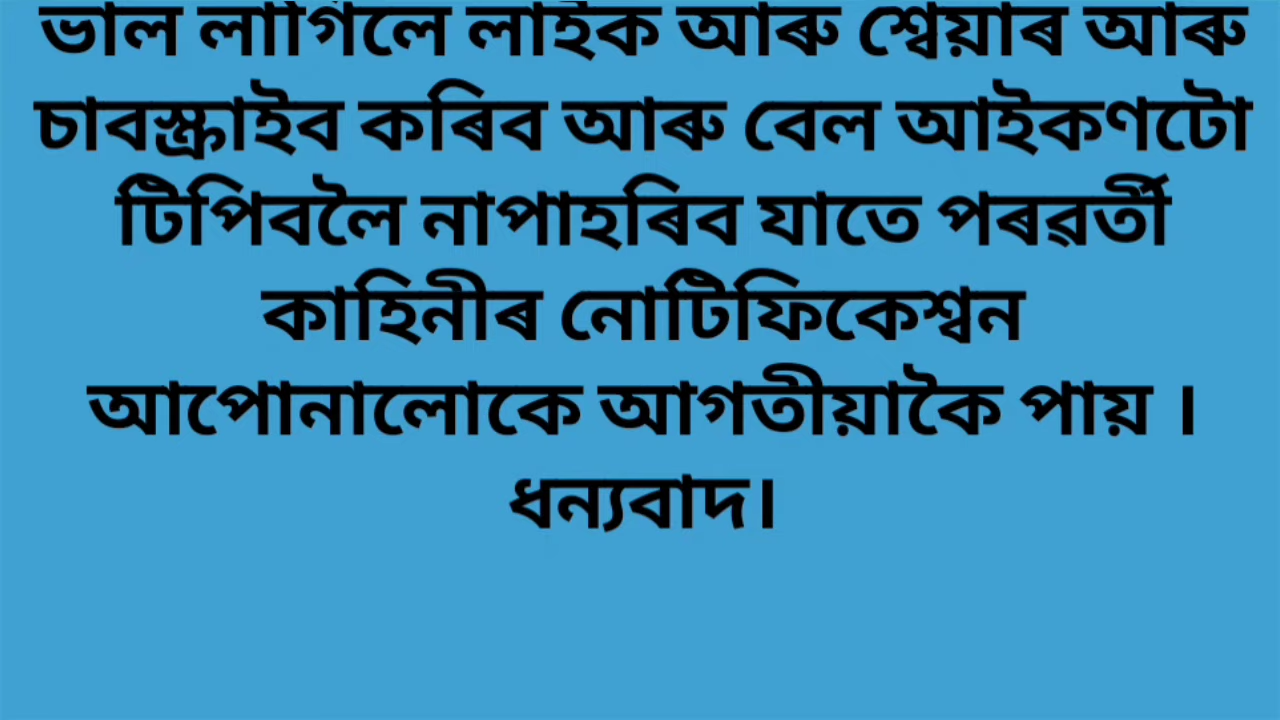 ভাল লাগিলে লাইক আৰু শ্বেয়াৰ আৰু
চাবস্ক্ৰাইব কৰিব আৰু বেল আইকণটো
টিপিবলৈ নাপাহৰিব যাতে পৰৱৰ্তী
কাহিনীৰ নোটিফিকেশ্বন
আপোনালোকে আগতীয়াকৈ পায় ।
ধন্যবাদ।